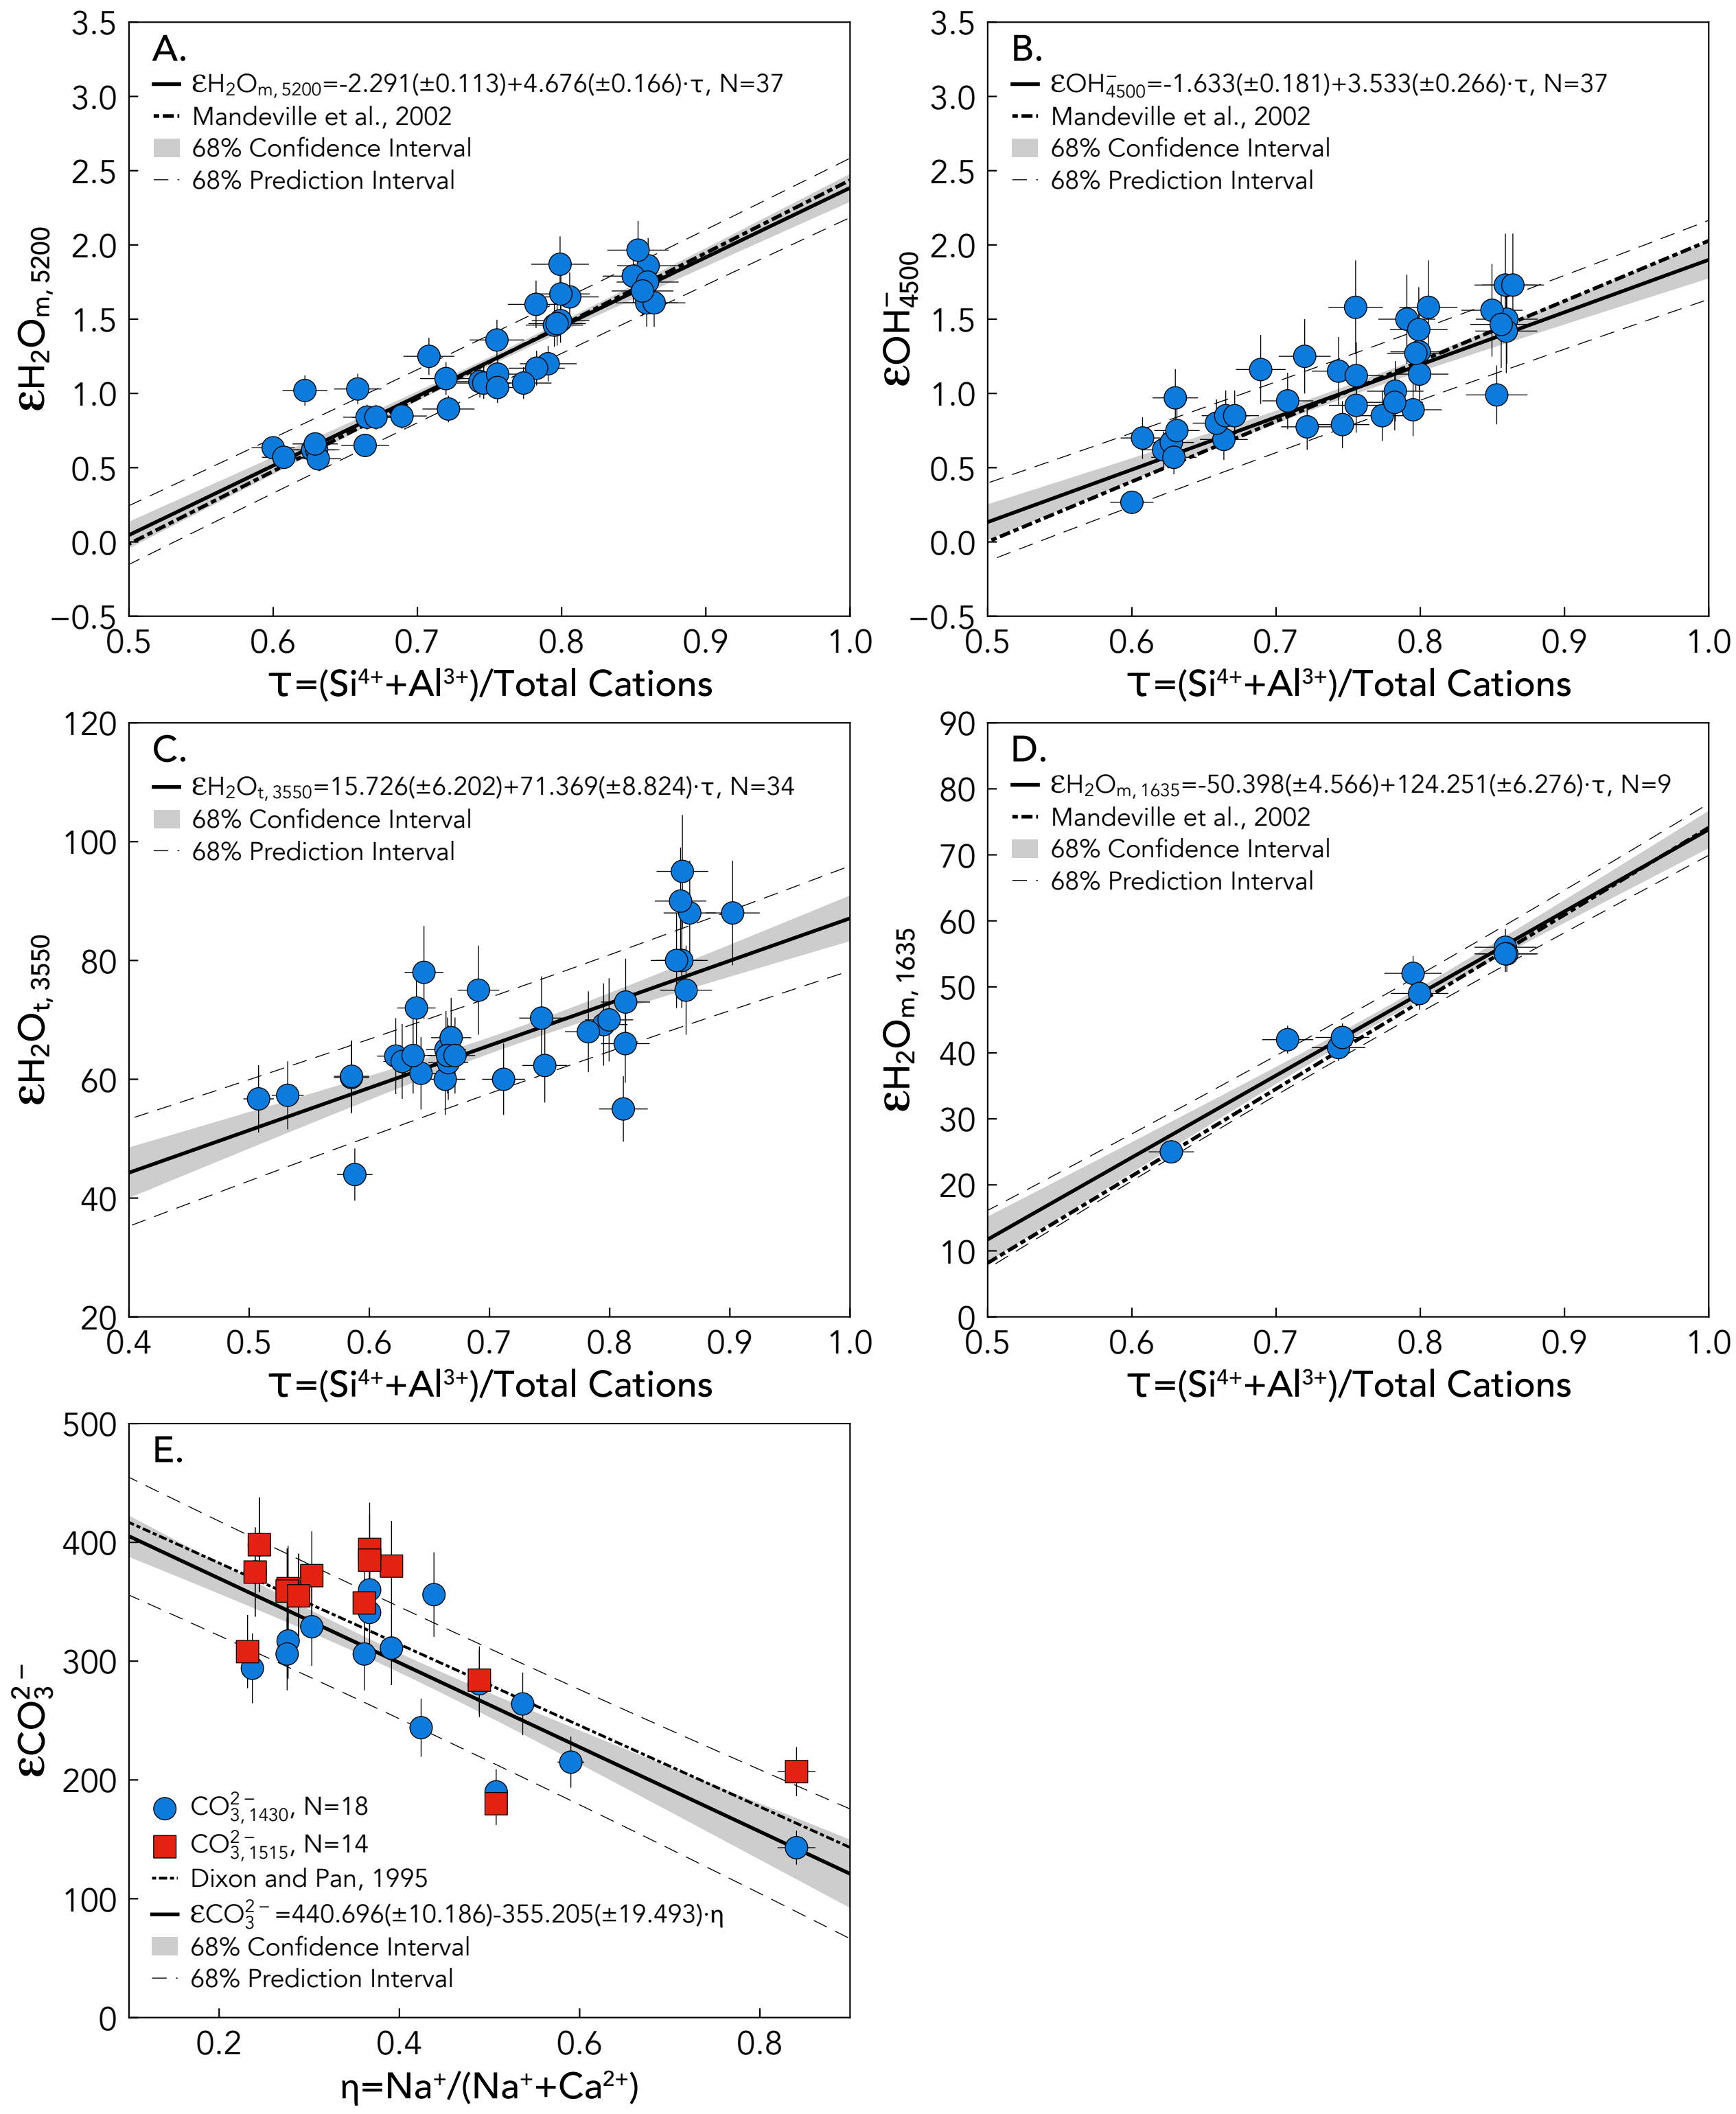 A.
εH₂Oₘ, ₅₂₀₀=-2.291(±0.113)+4.676(±0.166)·τ, N=37
Mandeville et al., 2002
68% Confidence Interval
68% Prediction Interval
3.5
3.0
2.5
2.0
1.5
1.0
0.5
0.0
−0.5
εH₂Oₘ, ₅₂₀₀
0.5 0.6 0.7 0.8 0.9 1.0
τ=(Si⁴⁺+Al³⁺)/Total Cations
B.
εOH⁻₄₅₀₀=-1.633(±0.181)+3.533(±0.266)·τ, N=37
Mandeville et al., 2002
68% Confidence Interval
68% Prediction Interval
3.5
3.0
2.5
2.0
1.5
1.0
0.5
0.0
−0.5
εOH⁻₄₅₀₀
0.5 0.6 0.7 0.8 0.9 1.0
τ=(Si⁴⁺+Al³⁺)/Total Cations
C.
εH₂Oₜ, ₃₅₅₀=15.726(±6.202)+71.369(±8.824)·τ, N=34
68% Confidence Interval
68% Prediction Interval
120
100
80
60
40
20
εH₂Oₜ, ₃₅₅₀
0.4 0.5 0.6 0.7 0.8 0.9 1.0
τ=(Si⁴⁺+Al³⁺)/Total Cations
D.
εH₂Oₘ, ₁₆₃₅=-50.398(±4.566)+124.251(±6.276)·τ, N=9
Mandeville et al., 2002
68% Confidence Interval
68% Prediction Interval
90
80
70
60
50
40
30
20
10
0
εH₂Oₘ, ₁₆₃₅
0.5 0.6 0.7 0.8 0.9 1.0
τ=(Si⁴⁺+Al³⁺)/Total Cations
E.
500
400
300
200
100
0
εCO₃²⁻
CO²⁻₃, ₁₄₃₀, N=18
CO²⁻₃, ₁₅₁₅, N=14
Dixon and Pan, 1995
εCO₃²⁻=440.696(±10.186)-355.205(±19.493)·η
68% Confidence Interval
68% Prediction Interval
0.2 0.4 0.6 0.8
η=Na⁺/(Na⁺+Ca²⁺)